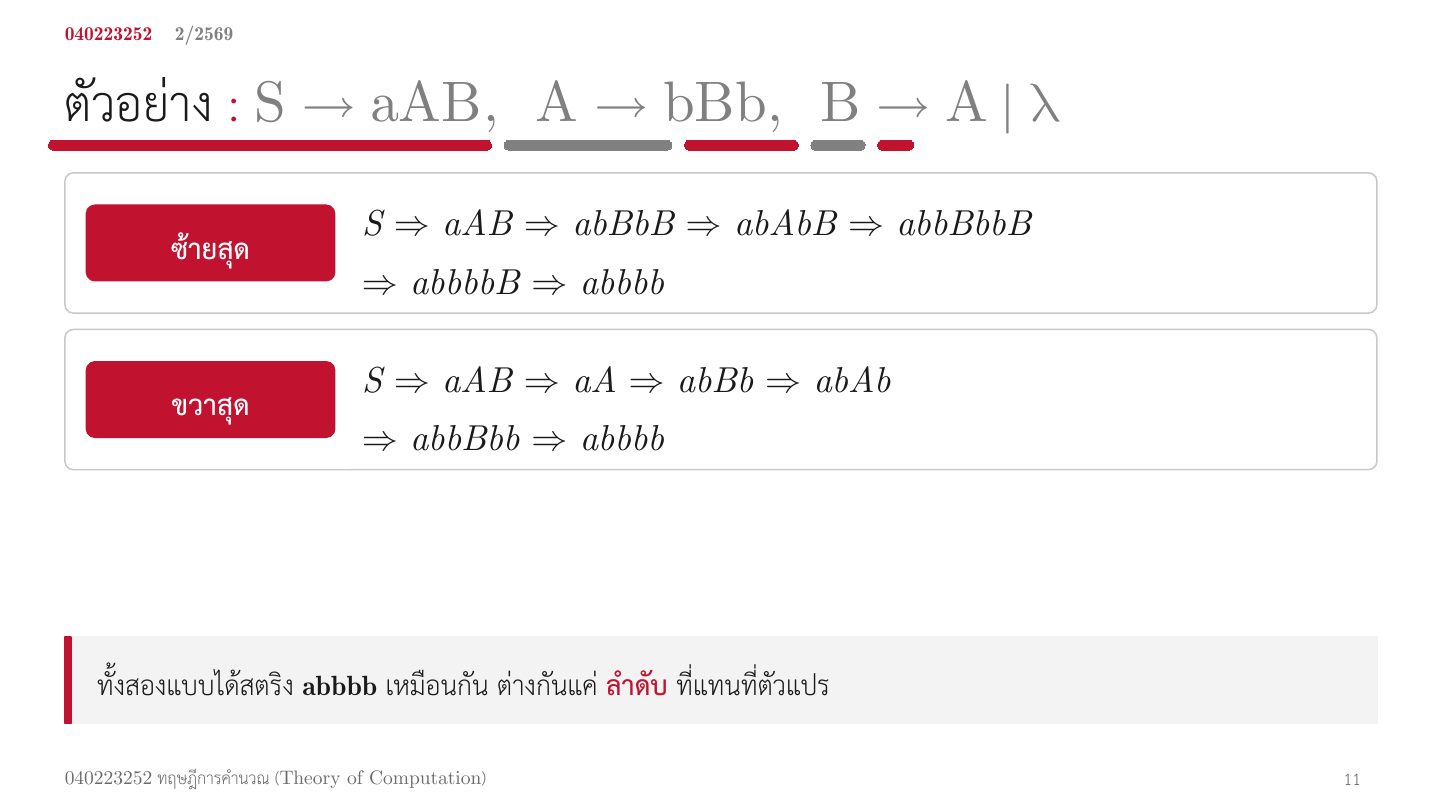 040223252 2/2569
ตัวอย่าง : S → aAB, A → bBb, B → A | λ
ซ้ายสุด
S ⇒ aAB ⇒ abBbB ⇒ abAbB ⇒ abbBbbB
⇒ abbbbB ⇒ abbbb
ขวาสุด
S ⇒ aAB ⇒ aA ⇒ abBb ⇒ abAb
⇒ abbBbb ⇒ abbbb
ทั้งสองแบบได้สตริง abbbb เหมือนกัน ต่างกันแค่ ลำดับ ที่แทนที่ตัวแปร
040223252 ทฤษฎีการคำนวณ (Theory of Computation)
11